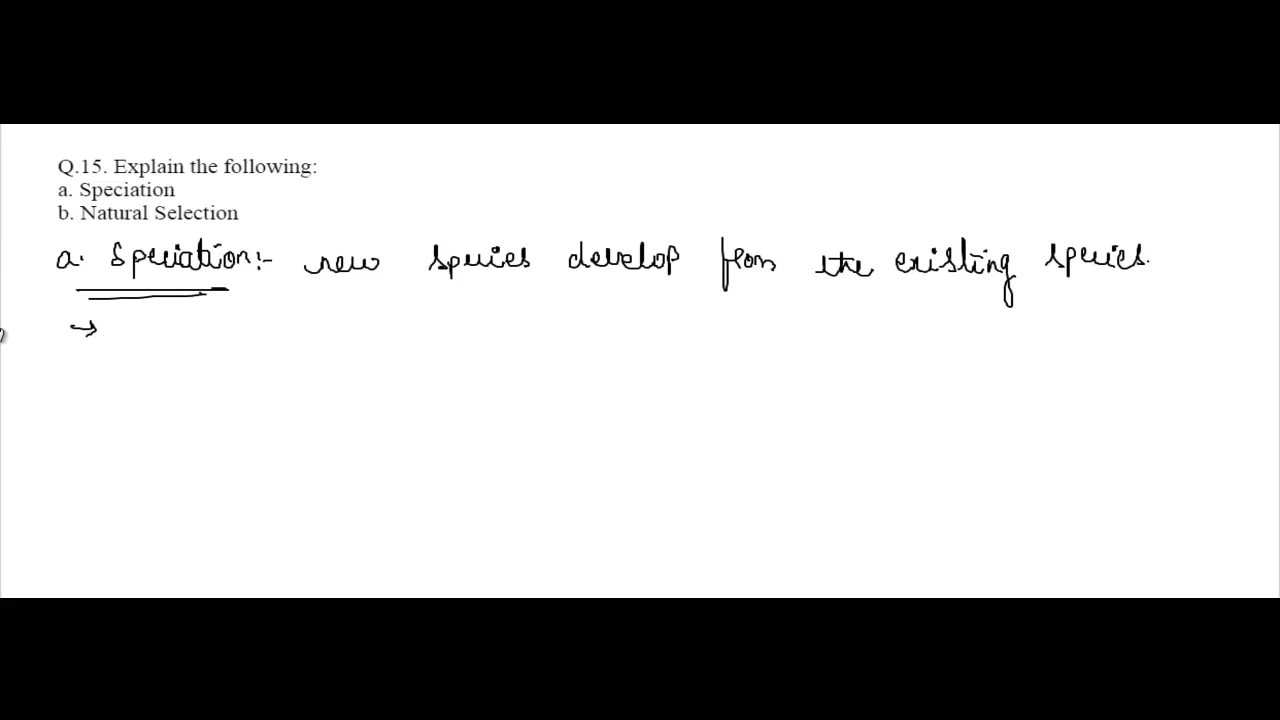 Q.15. Explain the following:
a. Speciation
b. Natural Selection
a. Speciation:- new species develop from the existing species.
→